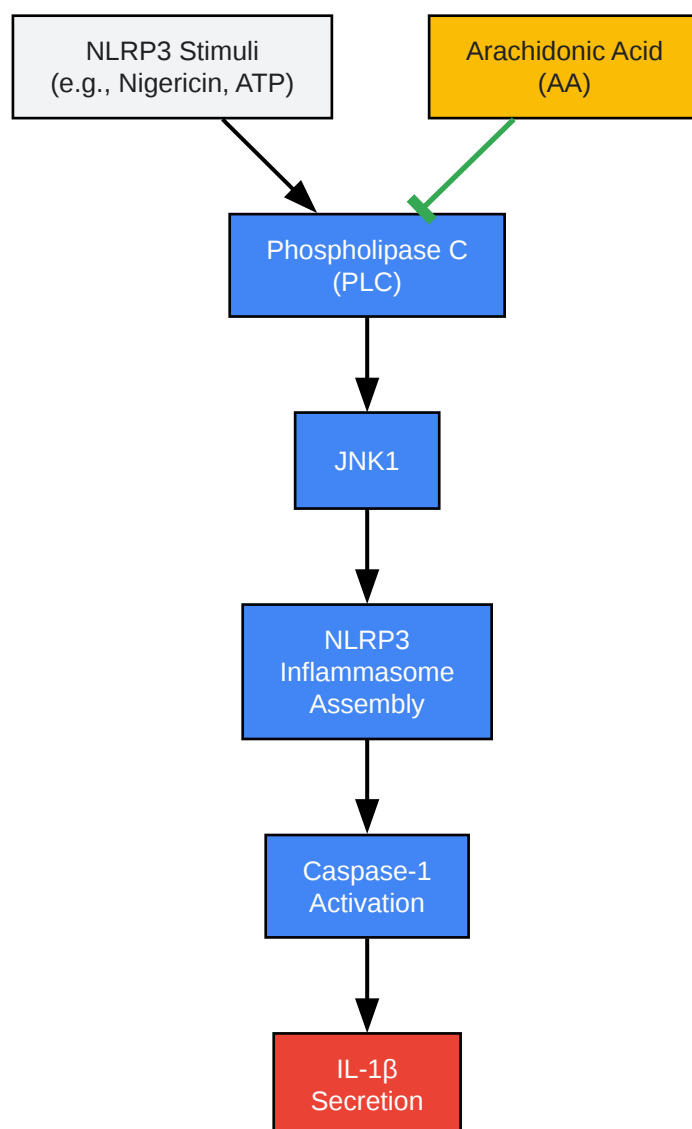 NLRP3 Stimuli
(e.g., Nigericin, ATP)
Arachidonic Acid
(AA)
Phospholipase C
(PLC)
JNK1
NLRP3
Inflammasome
Assembly
Caspase-1
Activation
IL-1β
Secretion